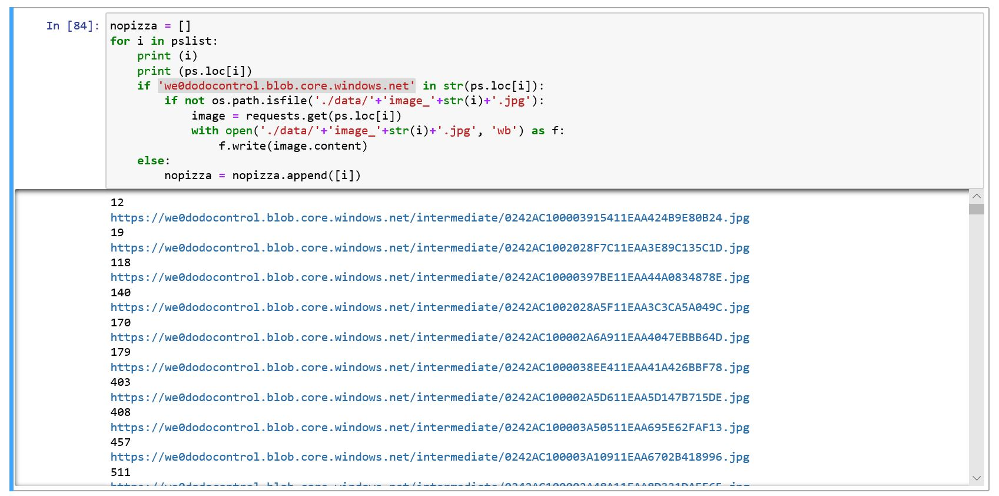 In [84]: nopizza = []
for i in pslist:
    print (i)
    print (ps.loc[i])
    if 'we0dodocontrol.blob.core.windows.net' in str(ps.loc[i]):
        if not os.path.isfile('./data/'+'image_'+str(i)+'.jpg'):
            image = requests.get(ps.loc[i])
            with open('./data/'+'image_'+str(i)+'.jpg', 'wb') as f:
                f.write(image.content)
    else:
        nopizza = nopizza.append([i])
12
https://we0dodocontrol.blob.core.windows.net/intermediate/0242AC100003915411EAA424B9E80B24.jpg
19
https://we0dodocontrol.blob.core.windows.net/intermediate/0242AC1002028F7C11EAA3E89C135C1D.jpg
118
https://we0dodocontrol.blob.core.windows.net/intermediate/0242AC10000397BE11EAA44A0834878E.jpg
140
https://we0dodocontrol.blob.core.windows.net/intermediate/0242AC1002028A5F11EAA3C3CA5A049C.jpg
170
https://we0dodocontrol.blob.core.windows.net/intermediate/0242AC100002A6A911EAA4047EBBB64D.jpg
179
https://we0dodocontrol.blob.core.windows.net/intermediate/0242AC1000038EE411EAA41A426BBF78.jpg
403
https://we0dodocontrol.blob.core.windows.net/intermediate/0242AC100002A5D611EAA5D147B715DE.jpg
408
https://we0dodocontrol.blob.core.windows.net/intermediate/0242AC100003A50511EAA695E62FAF13.jpg
457
https://we0dodocontrol.blob.core.windows.net/intermediate/0242AC100003A10911EAA6702B418996.jpg
511